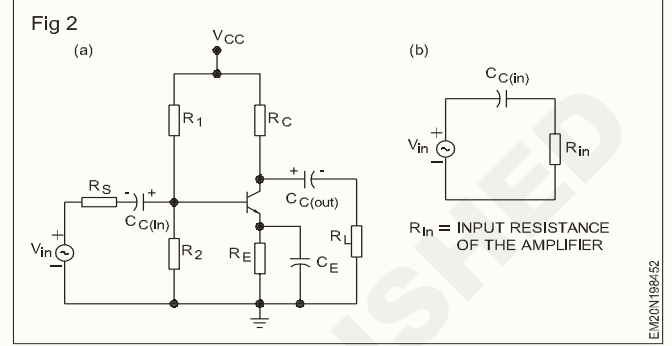 Fig 2
(a)
VCC
R1
RC
+ -
CC(out)
RS
- +
CC(In)
+
Vin
-
R2
RE
CE
RL
(b)
CC(in)
+
Vin
-
Rin
RIn = INPUT RESISTANCE
OF THE AMPLIFIER
EM20N198452
SHED